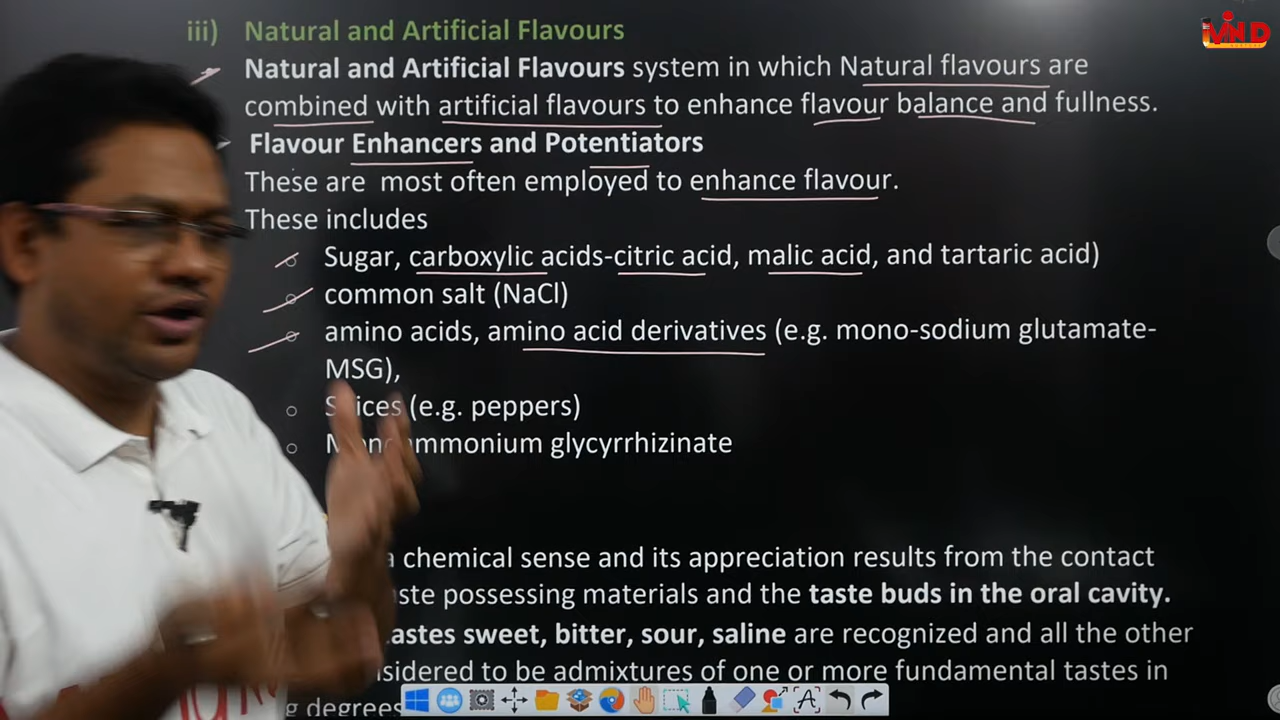 iii) Natural and Artificial Flavours
Natural and Artificial Flavours system in which Natural flavours are
combined with artificial flavours to enhance flavour balance and fullness.
Flavour Enhancers and Potentiators
These are most often employed to enhance flavour.
These includes
Sugar, carboxylic acids-citric acid, malic acid, and tartaric acid)
common salt (NaCl)
amino acids, amino acid derivatives (e.g. mono-sodium glutamate-
MSG),
(e.g. peppers)
glycyrrhizinate
a chemical sense and its appreciation results from the contact
possessing materials and the taste buds in the oral cavity.
tastes sweet, bitter, sour, saline are recognized and all the other
to be admixtures of one or more fundamental tastes in
degrees